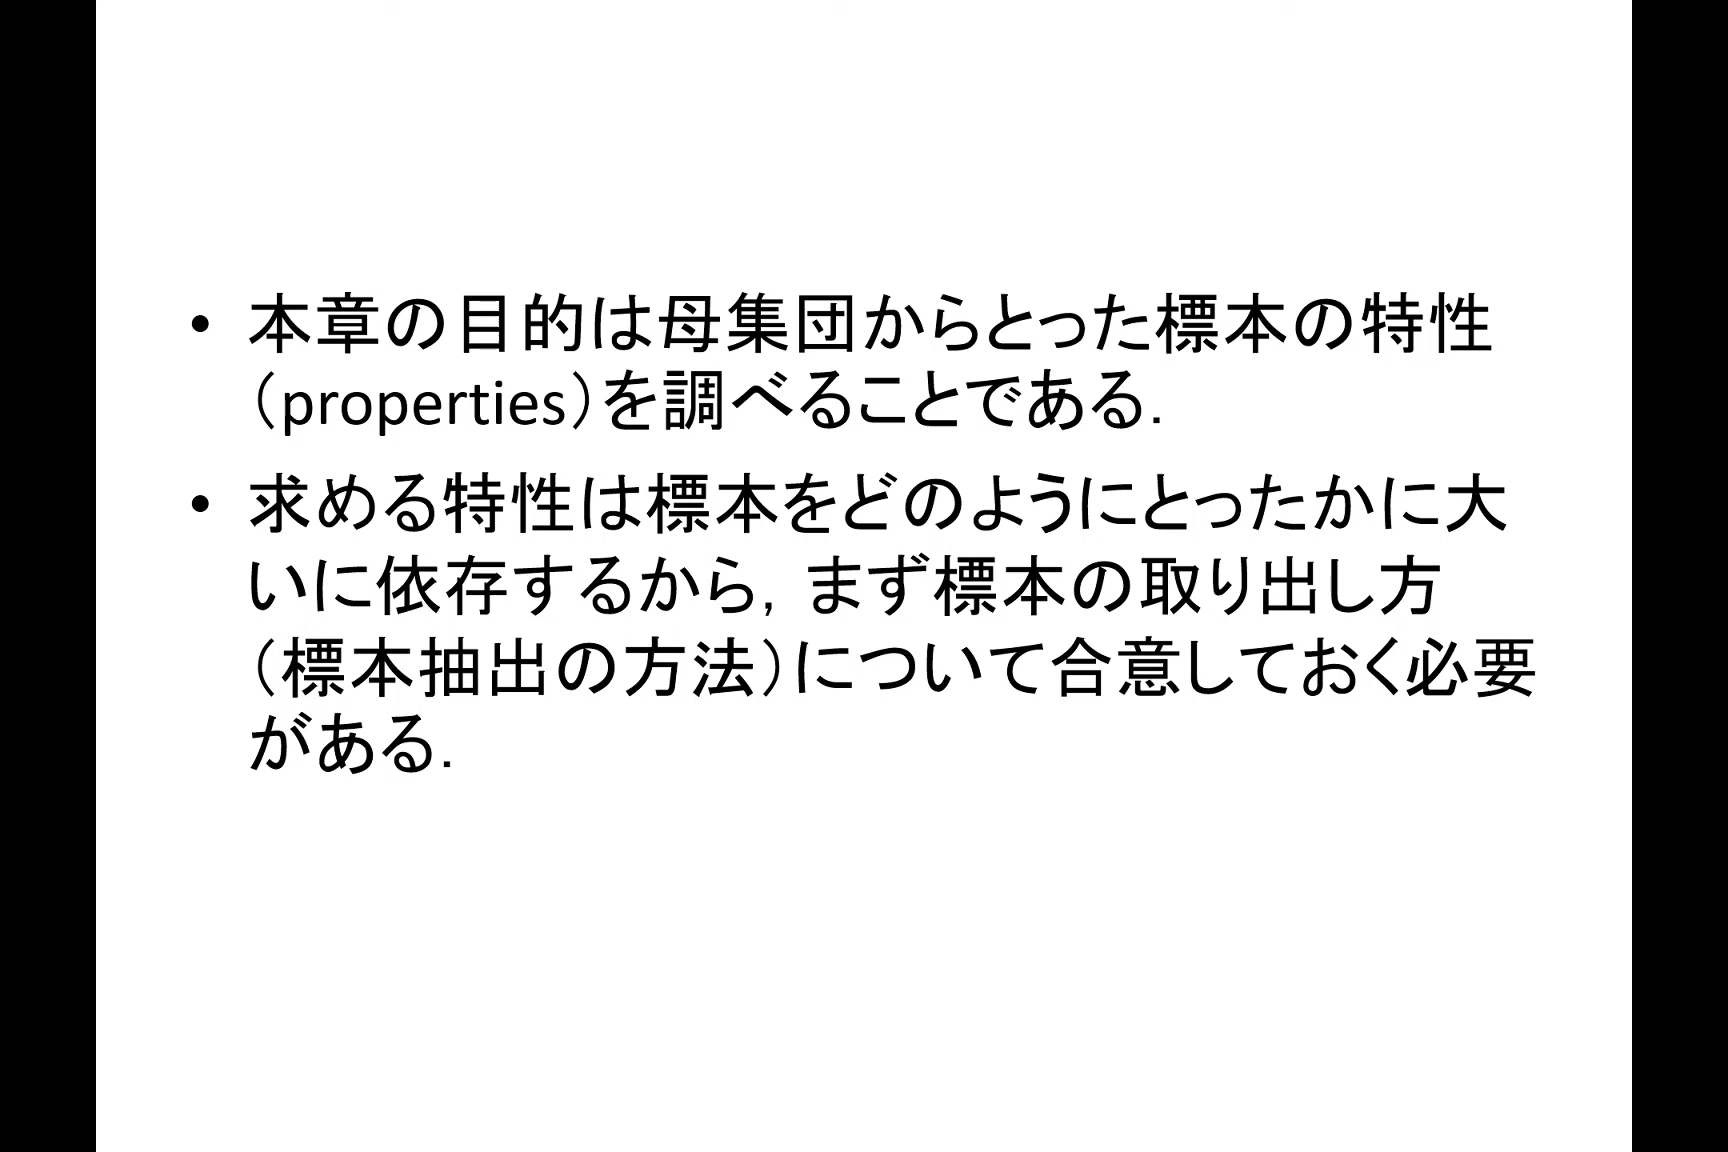 • 本章の目的は母集団からとった標本の特性
（properties）を調べることである．
• 求める特性は標本をどのようにとったかに大
いに依存するから，まず標本の取り出し方
（標本抽出の方法）について合意しておく必要
がある．